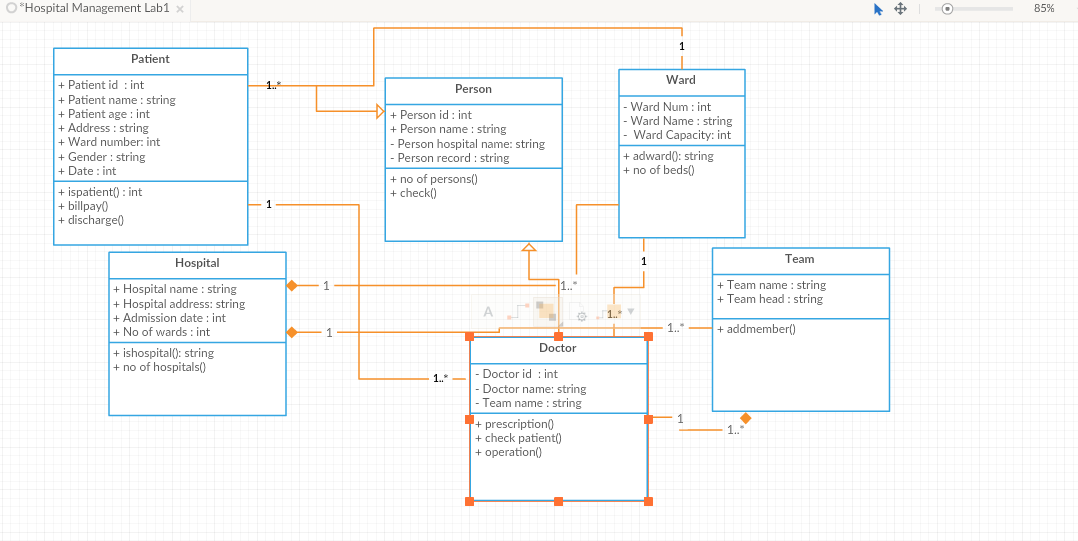 *Hospital Management Lab1 ×
85%
Patient
+ Patient id : int
+ Patient name : string
+ Patient age : int
+ Address : string
+ Ward number: int
+ Gender : string
+ Date : int
+ ispatient() : int
+ billpay()
+ discharge()
1..*
1
Person
+ Person id : int
+ Person name : string
- Person hospital name: string
- Person record : string
+ no of persons()
+ check()
1
Ward
- Ward Num : int
- Ward Name : string
- Ward Capacity: int
+ adward(): string
+ no of beds()
1
Hospital
+ Hospital name : string
+ Hospital address: string
+ Admission date : int
+ No of wards : int
+ ishospital(): string
+ no of hospitals()
1
1..*
1
1..*
A
1..*
Team
+ Team name : string
+ Team head : string
+ addmember()
Doctor
- Doctor id : int
- Doctor name: string
- Team name : string
+ prescription()
+ check patient()
+ operation()
1..*
1
1..*